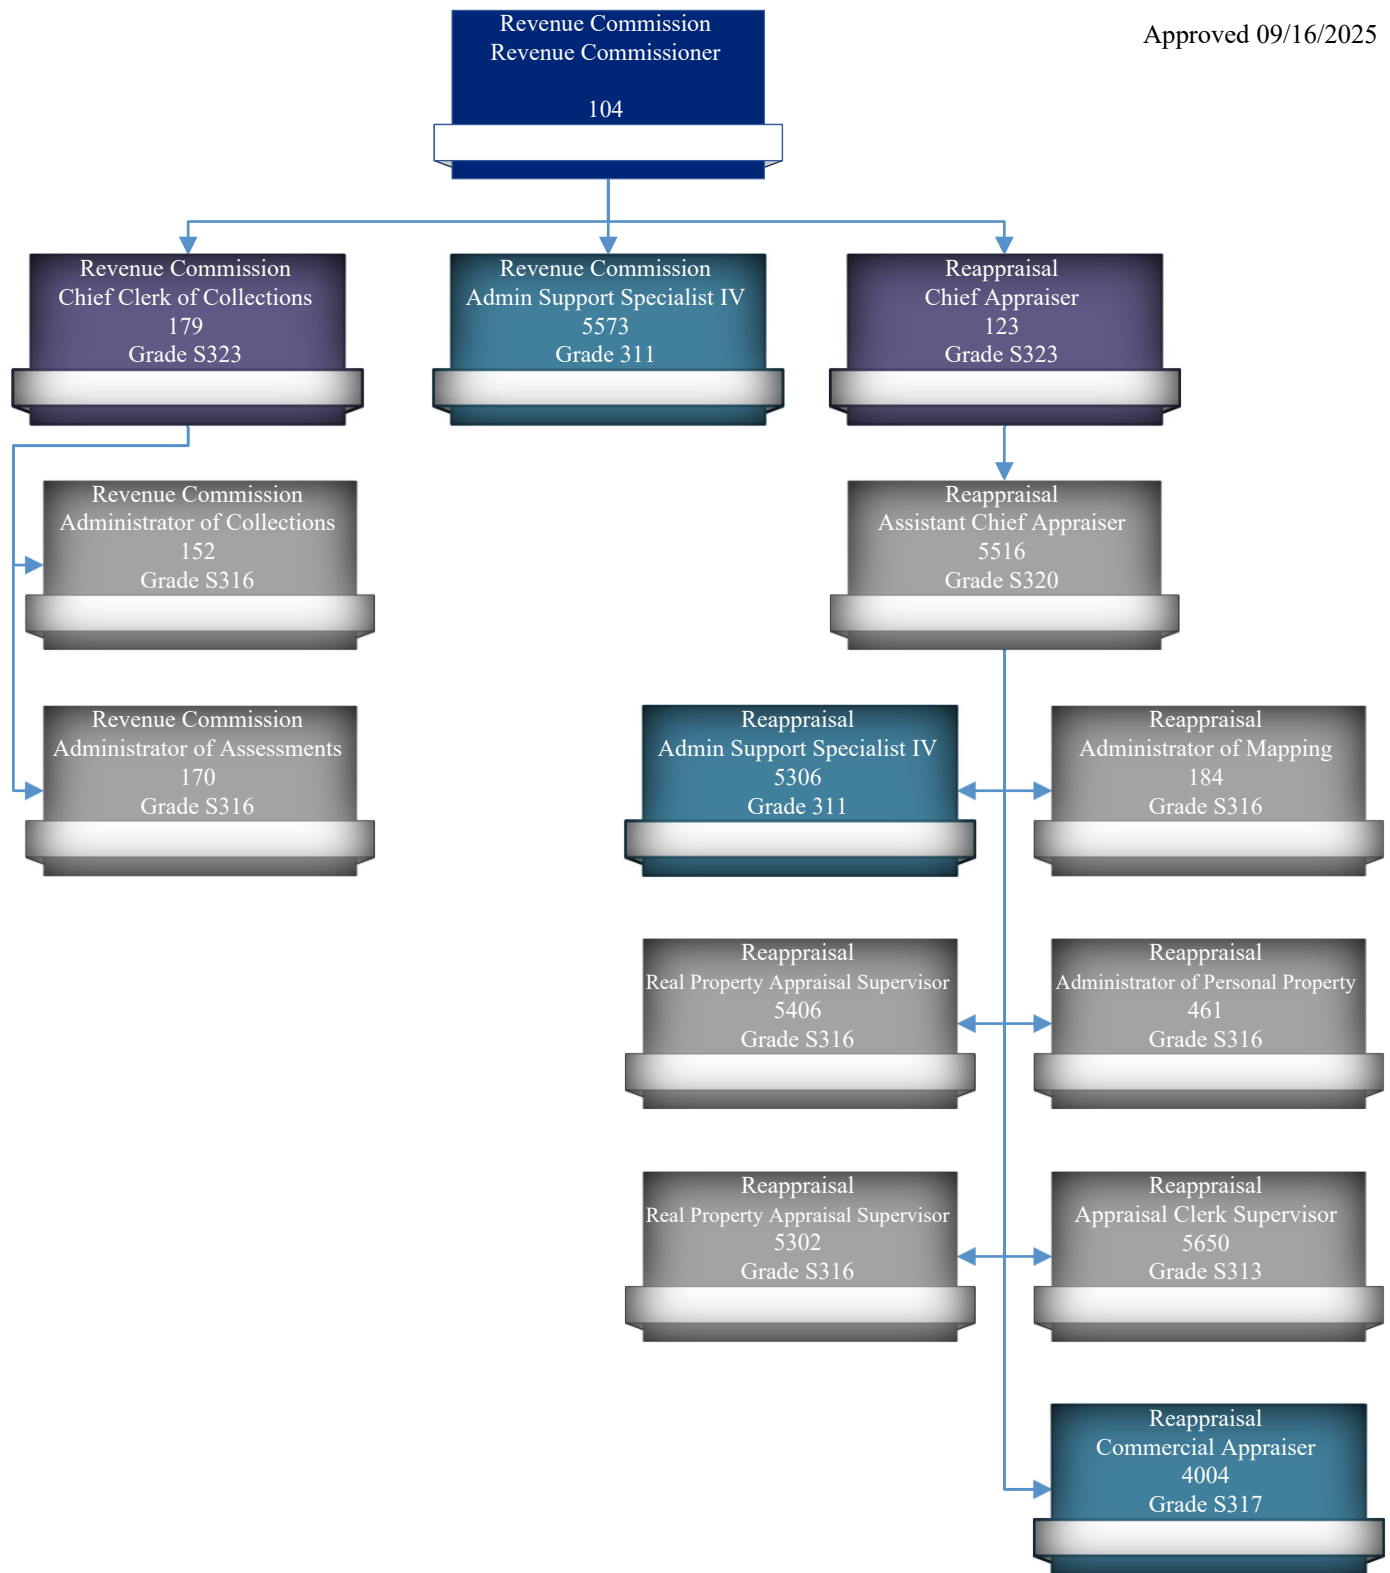 Approved 09/16/2025
Revenue Commission
Revenue Commissioner
104
Revenue Commission
Chief Clerk of Collections
179
Grade S323
Revenue Commission
Admin Support Specialist IV
5573
Grade 311
Reappraisal
Chief Appraiser
123
Grade S323
Revenue Commission
Administrator of Collections
152
Grade S316
Reappraisal
Assistant Chief Appraiser
5516
Grade S320
Revenue Commission
Administrator of Assessments
170
Grade S316
Reappraisal
Admin Support Specialist IV
5306
Grade 311
Reappraisal
Administrator of Mapping
184
Grade S316
Reappraisal
Real Property Appraisal Supervisor
5406
Grade S316
Reappraisal
Administrator of Personal Property
461
Grade S316
Reappraisal
Real Property Appraisal Supervisor
5302
Grade S316
Reappraisal
Appraisal Clerk Supervisor
5650
Grade S313
Reappraisal
Commercial Appraiser
4004
Grade S317